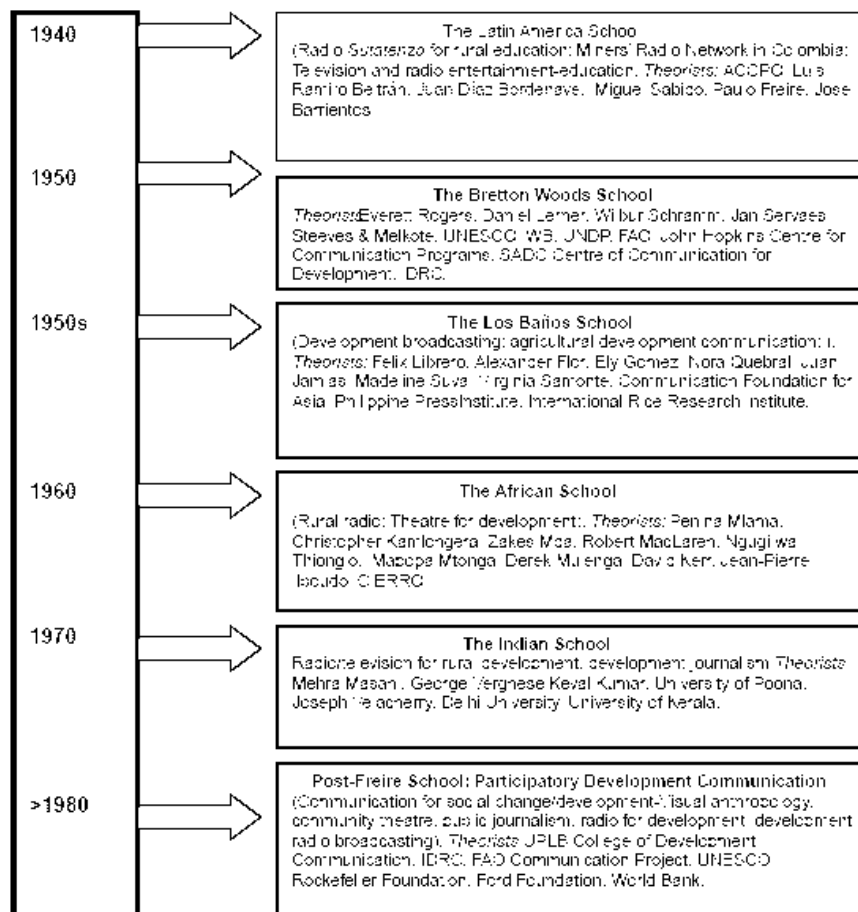 1940
The Latin America School
(Radio Sutatenza for rural education; Miners' Radio Network in Colombia;
Television and radio entertainment-education. Theorists: Luis
Ramiro Beltrán, Juan Díaz Bordenave, Miguel Sabido, Paulo Freire, Jose
Barrientos
1950
The Bretton Woods School
Theorists Everett Rogers, Daniel Lerner, Wilbur Schramm, Jan Servaes
Steeves & Melkote, UNESCO, WB, UNDP, FAO, John Hopkins Centre for
Communication Programs, SADC Centre of Communication for
Development, IDRC.
1950s
The Los Baños School
(Development broadcasting; agricultural development communication
Theorists: Felix Librero, Alexander Flor, Ely Gomez, Nora Quebral, Juan
Jamias, Madeline Suva, Virginia Samonte, Communication Foundation for
Asia, Philippine PressInstitute, International Rice Research Institute.
1960
The African School
(Rural radio; Theatre for development). Theorists: Penina Mlama,
Christopher Kamlongera, Zakes Mda, Robert MacLaren, Ngugi wa
Thiongio, Mapopa Mtonga, Derek Mulenga, David Kerr, Jean-Pierre
CIERRO
1970
The Indian School
for rural development, development journalism Theorists
Mehra Masani, George Verghese Keval Kumar, University of Poona,
Joseph Velacherry, Delhi University, University of Kerala.
>1980
Post-Freire School: Participatory Development Communication
(Communication for social change/development-Visual anthropology,
community theatre, public journalism, radio for development, development
radio broadcasting). Theorists UPLB College of Development
Communication, IDRC, FAO Communication Project, UNESCO
Rockefeller Foundation, Ford Foundation, World Bank.